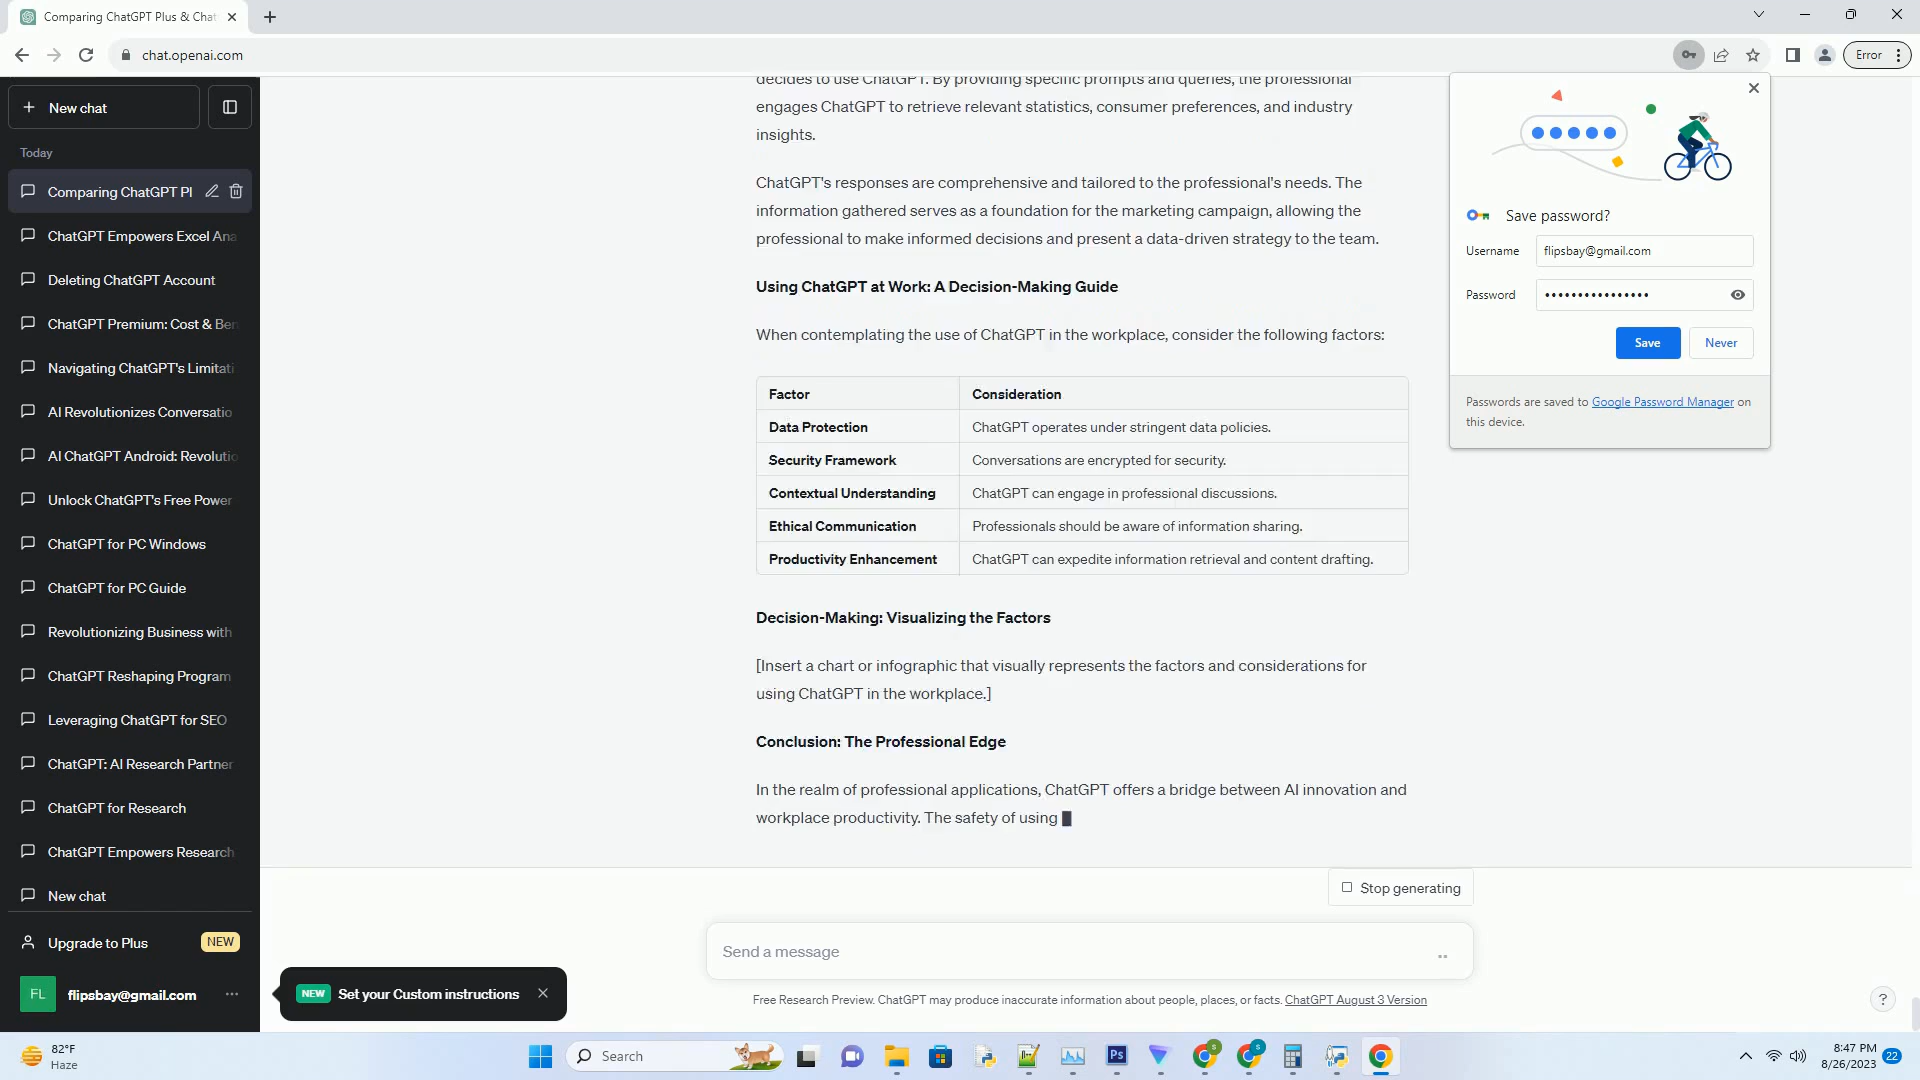 Comparing ChatGPT Plus & Chat
chat.openai.com
Error
New chat
Today
Comparing ChatGPT Pl
ChatGPT Empowers Excel Ana
Deleting ChatGPT Account
ChatGPT Premium: Cost & Ben
Navigating ChatGPT's Limitati
AI Revolutionizes Conversatio
AI ChatGPT Android: Revolutio
Unlock ChatGPT's Free Power
ChatGPT for PC Windows
ChatGPT for PC Guide
Revolutionizing Business with
ChatGPT Reshaping Program
Leveraging ChatGPT for SEO
ChatGPT: AI Research Partner
ChatGPT for Research
ChatGPT Empowers Research
New chat
Upgrade to Plus
NEW
FL
flipsbay@gmail.com
decides to use ChatGPT. By providing specific prompts and queries, the professional
engages ChatGPT to retrieve relevant statistics, consumer preferences, and industry
insights.
ChatGPT's responses are comprehensive and tailored to the professional's needs. The
information gathered serves as a foundation for the marketing campaign, allowing the
professional to make informed decisions and present a data-driven strategy to the team.
Using ChatGPT at Work: A Decision-Making Guide
When contemplating the use of ChatGPT in the workplace, consider the following factors:
Factor Consideration
Data Protection ChatGPT operates under stringent data policies.
Security Framework Conversations are encrypted for security.
Contextual Understanding ChatGPT can engage in professional discussions.
Ethical Communication Professionals should be aware of information sharing.
Productivity Enhancement ChatGPT can expedite information retrieval and content drafting.
Decision-Making: Visualizing the Factors
[Insert a chart or infographic that visually represents the factors and considerations for
using ChatGPT in the workplace.]
Conclusion: The Professional Edge
In the realm of professional applications, ChatGPT offers a bridge between AI innovation and
workplace productivity. The safety of using
Stop generating
Send a message
Free Research Preview. ChatGPT may produce inaccurate information about people, places, or facts. ChatGPT August 3 Version
NEW Set your Custom instructions
?
Save password?
Username flipsbay@gmail.com
Password ••••••••••••••••
Save Never
Passwords are saved to Google Password Manager on
this device.
82°F
Haze
Search
Ps
S
S
8:47 PM
8/26/2023
22